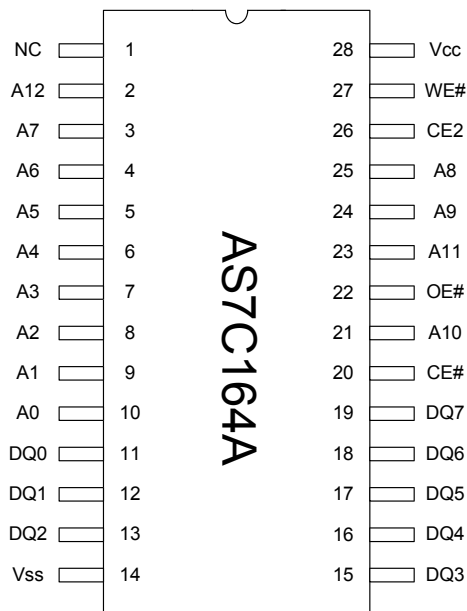 NC 1 28 Vcc
A12 2 27 WE#
A7 3 26 CE2
A6 4 25 A8
A5 5 24 A9
A4 6 23 A11
A3 7 22 OE#
A2 8 21 A10
A1 9 20 CE#
A0 10 19 DQ7
DQ0 11 18 DQ6
DQ1 12 17 DQ5
DQ2 13 16 DQ4
Vss 14 15 DQ3
AS7C164A